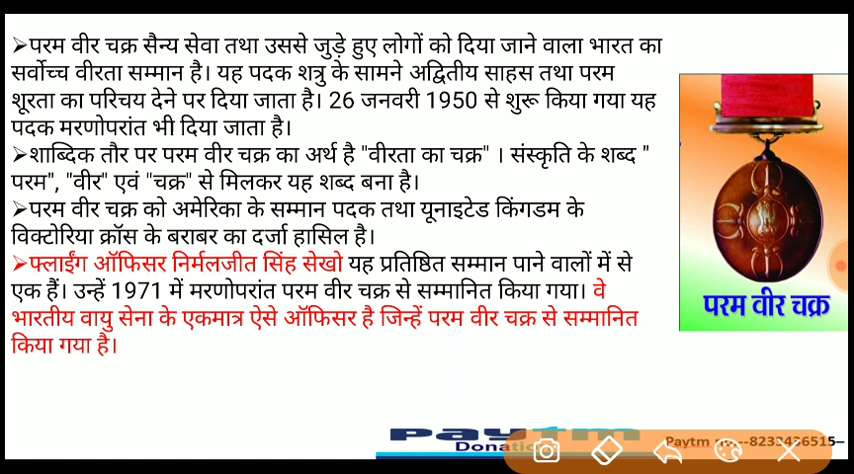 ➢परम वीर चक्र सैन्य सेवा तथा उससे जुड़े हुए लोगों को दिया जाने वाला भारत का
सर्वोच्च वीरता सम्मान है। यह पदक शत्रु के सामने अद्वितीय साहस तथा परम
शूरता का परिचय देने पर दिया जाता है। 26 जनवरी 1950 से शुरू किया गया यह
पदक मरणोपरांत भी दिया जाता है।
➢शाब्दिक तौर पर परम वीर चक्र का अर्थ है "वीरता का चक्र" । संस्कृति के शब्द "
परम", "वीर" एवं "चक्र" से मिलकर यह शब्द बना है।
➢परम वीर चक्र को अमेरिका के सम्मान पदक तथा यूनाइटेड किंगडम के
विक्टोरिया क्रॉस के बराबर का दर्जा हासिल है।
➢फ्लाईंग ऑफिसर निर्मलजीत सिंह सेखो यह प्रतिष्ठित सम्मान पाने वालों में से
एक हैं। उन्हें 1971 में मरणोपरांत परम वीर चक्र से सम्मानित किया गया। वे
भारतीय वायु सेना के एकमात्र ऐसे ऑफिसर है जिन्हें परम वीर चक्र से सम्मानित
किया गया है।
परम वीर चक्र
Paytm
Paytm